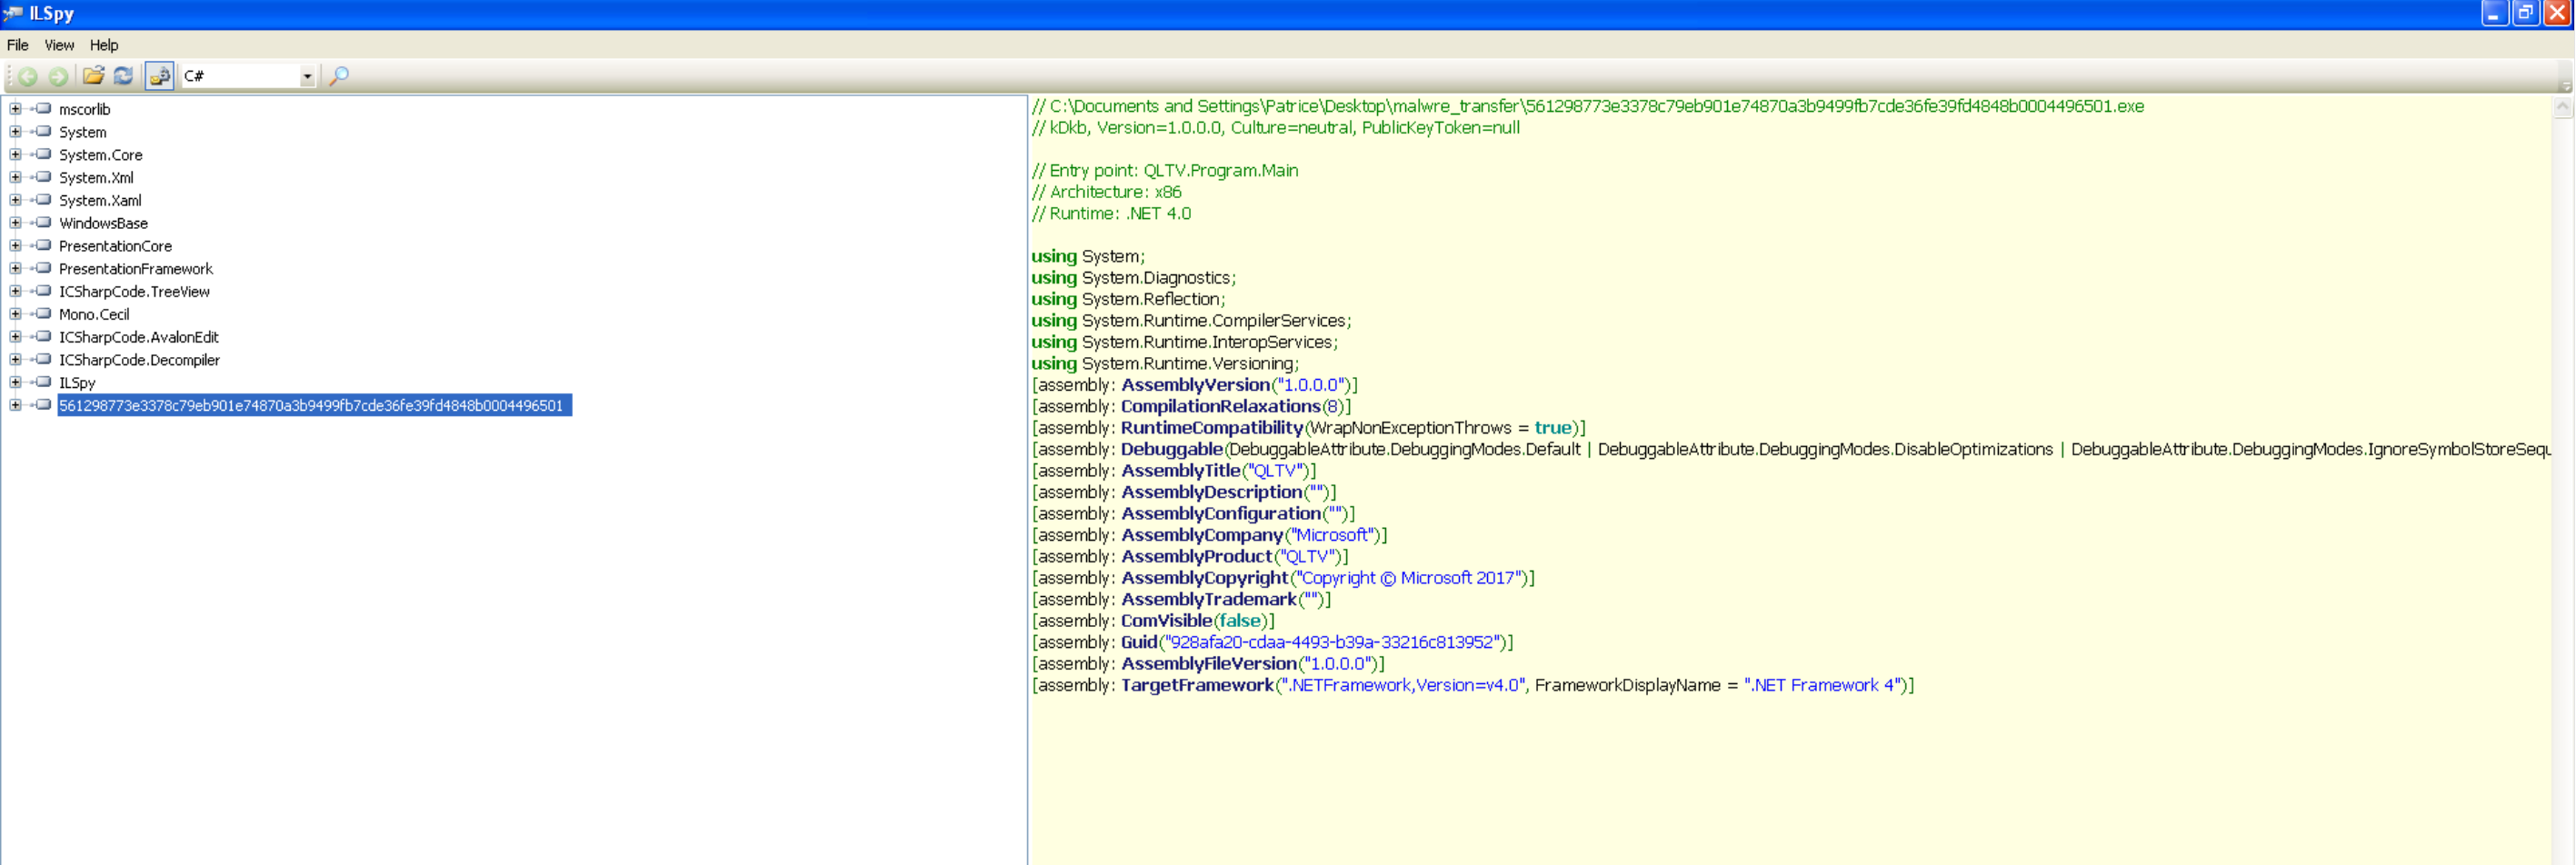 ILSpy
File View Help
C#
mscorlib
System
System.Core
System.Xml
System.Xaml
WindowsBase
PresentationCore
PresentationFramework
ICSharpCode.TreeView
Mono.Cecil
ICSharpCode.AvalonEdit
ICSharpCode.Decompiler
ILSpy
561298773e3378c79eb901e74870a3b9499fb7cde36fe39fd4848b0004496501
// C:\Documents and Settings\Patrice\Desktop\malwre_transfer\561298773e3378c79eb901e74870a3b9499fb7cde36fe39fd4848b0004496501.exe
// kDkb, Version=1.0.0.0, Culture=neutral, PublicKeyToken=null
// Entry point: QLTV.Program.Main
// Architecture: x86
// Runtime: .NET 4.0
using System;
using System.Diagnostics;
using System.Reflection;
using System.Runtime.CompilerServices;
using System.Runtime.InteropServices;
using System.Runtime.Versioning;
[assembly: AssemblyVersion("1.0.0.0")]
[assembly: CompilationRelaxations(8)]
[assembly: RuntimeCompatibility(WrapNonExceptionThrows = true)]
[assembly: Debuggable(DebuggableAttribute.DebuggingModes.Default | DebuggableAttribute.DebuggingModes.DisableOptimizations | DebuggableAttribute.DebuggingModes.IgnoreSymbolStoreSequ
[assembly: AssemblyTitle("QLTV")]
[assembly: AssemblyDescription("")]
[assembly: AssemblyConfiguration("")]
[assembly: AssemblyCompany("Microsoft")]
[assembly: AssemblyProduct("QLTV")]
[assembly: AssemblyCopyright("Copyright © Microsoft 2017")]
[assembly: AssemblyTrademark("")]
[assembly: ComVisible(false)]
[assembly: Guid("928afa20-cdaa-4493-b39a-33216c813952")]
[assembly: AssemblyFileVersion("1.0.0.0")]
[assembly: TargetFramework(".NETFramework,Version=v4.0", FrameworkDisplayName = ".NET Framework 4")]